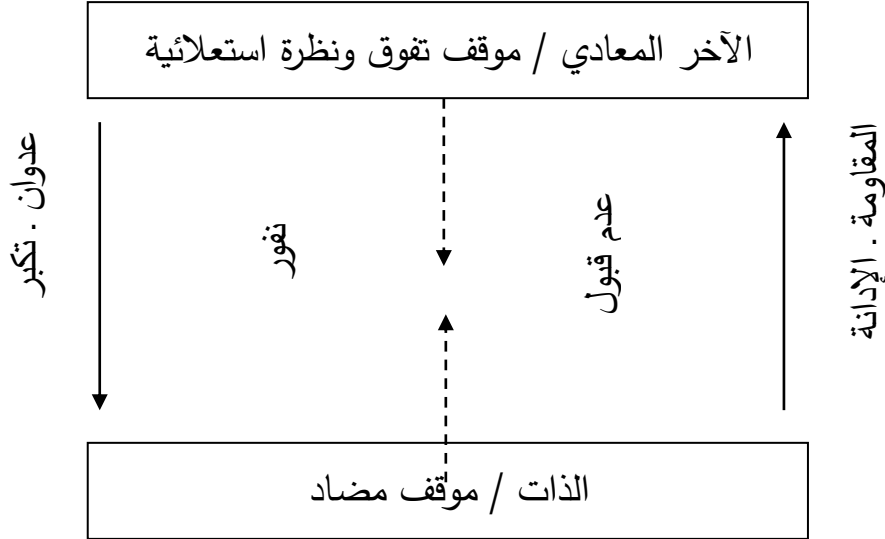 الآخر المعادي / موقف تفوق ونظرة استعلائية
المقاومة . الإدانة
عدم قبول
نفور
عدوان . تكبر
الذات / موقف مضاد